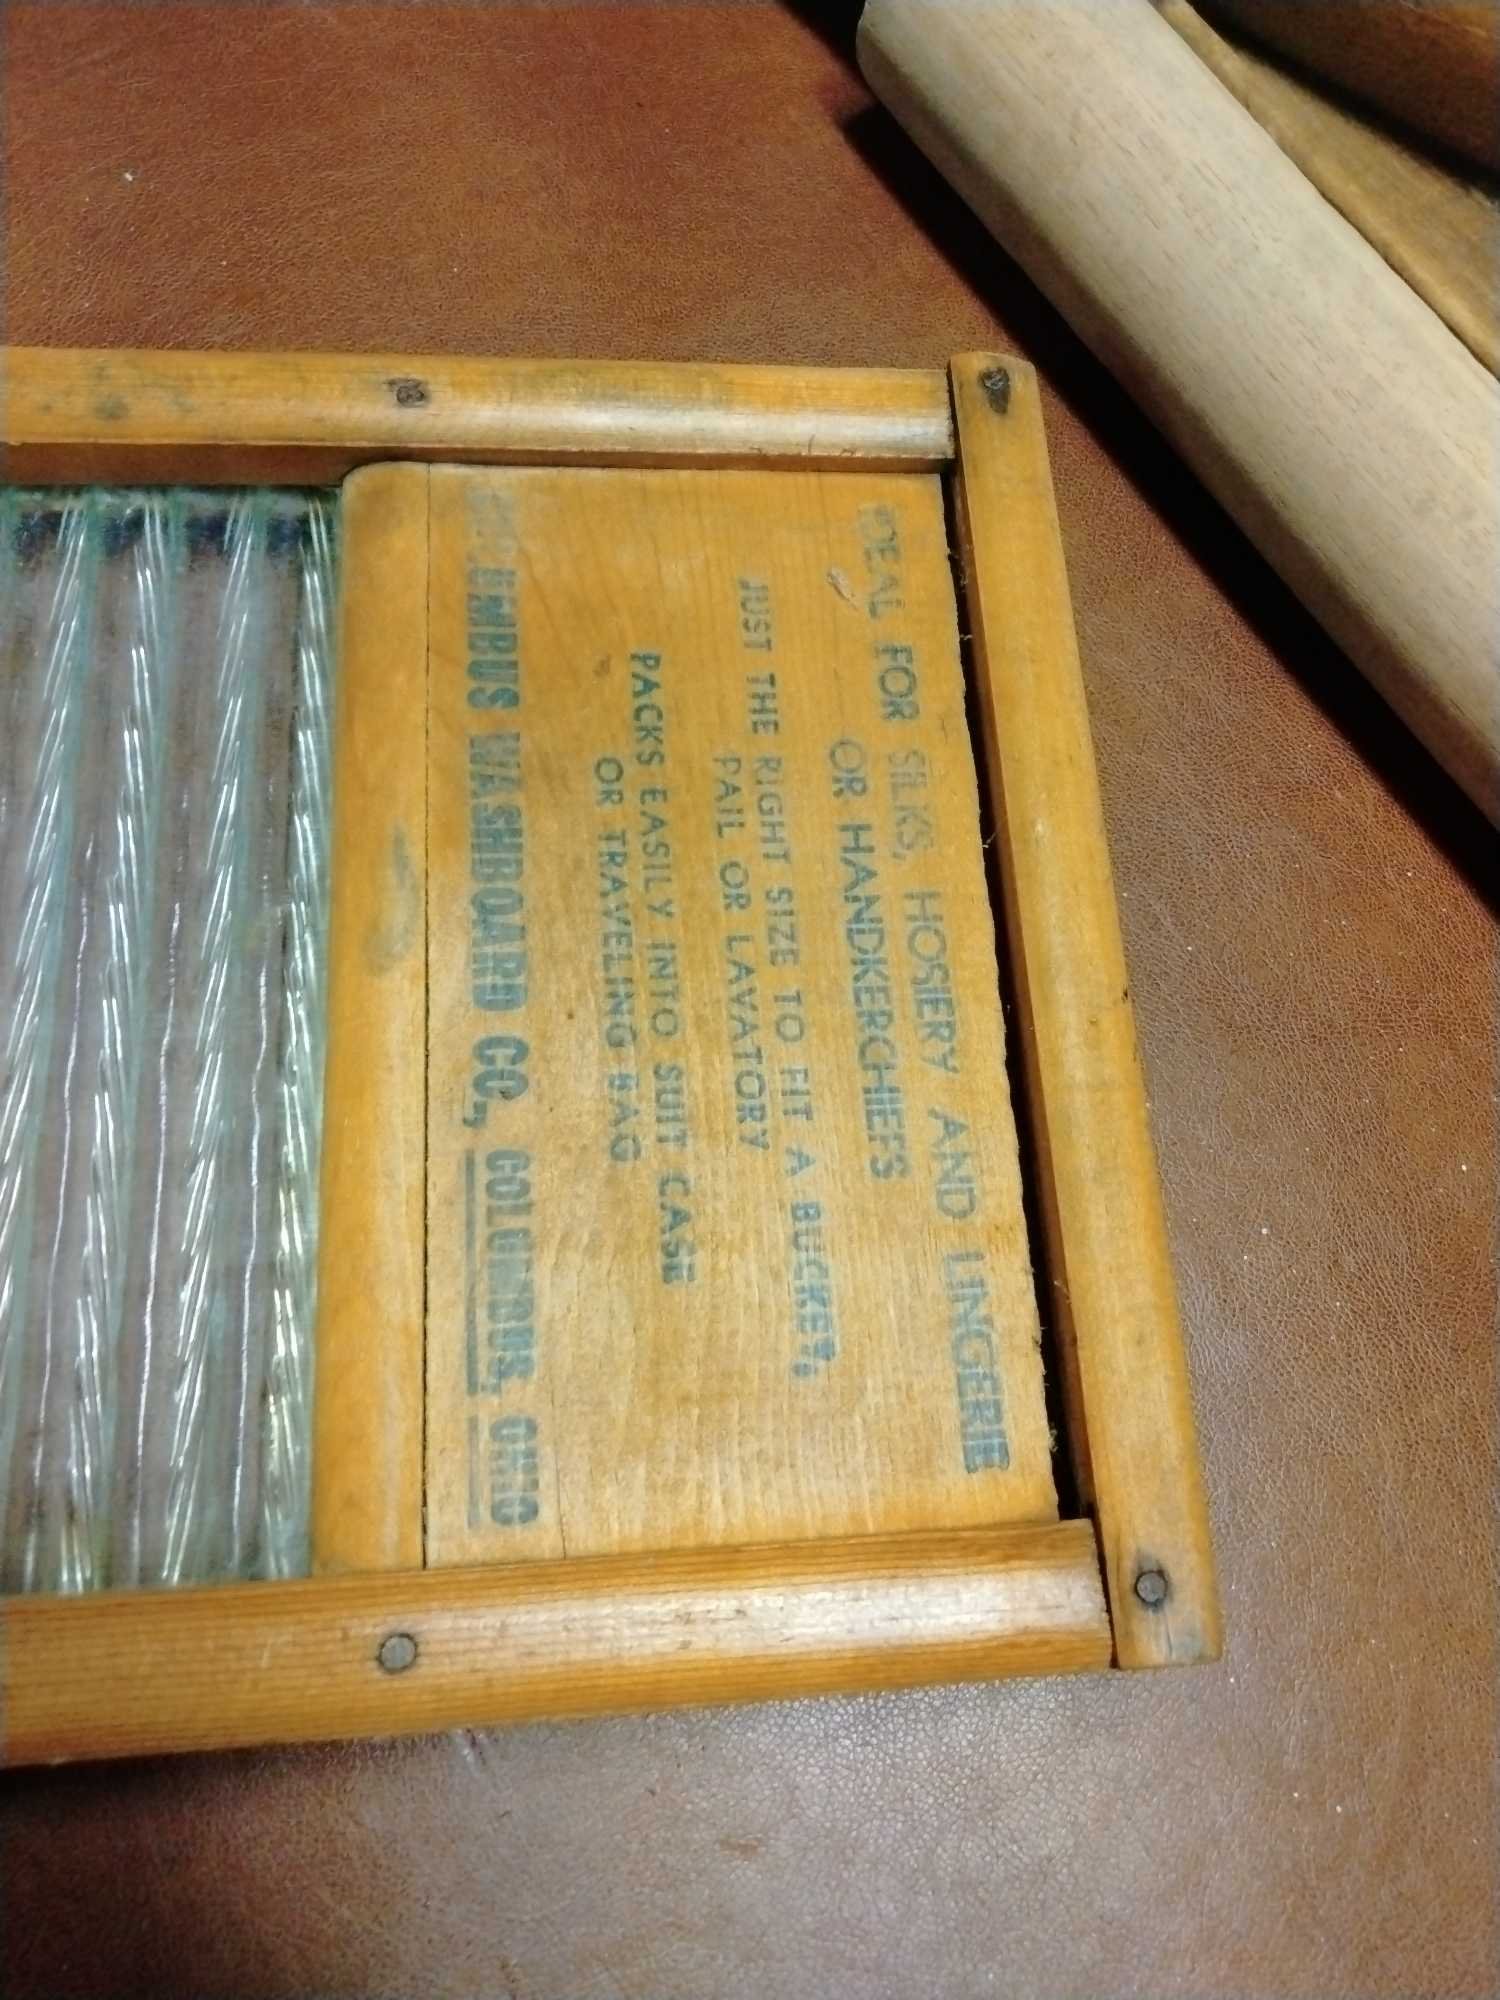 IDEAL FOR SILKS, HOSIERY AND LINGERIE
OR HANDKERCHIEFS
JUST THE RIGHT SIZE TO FIT A BUCKET,
PAIL OR LAVATORY
PACKS EASILY INTO SUIT CASE
OR TRAVELING BAG
COLUMBUS WASHBOARD CO., COLUMBUS, OHIO